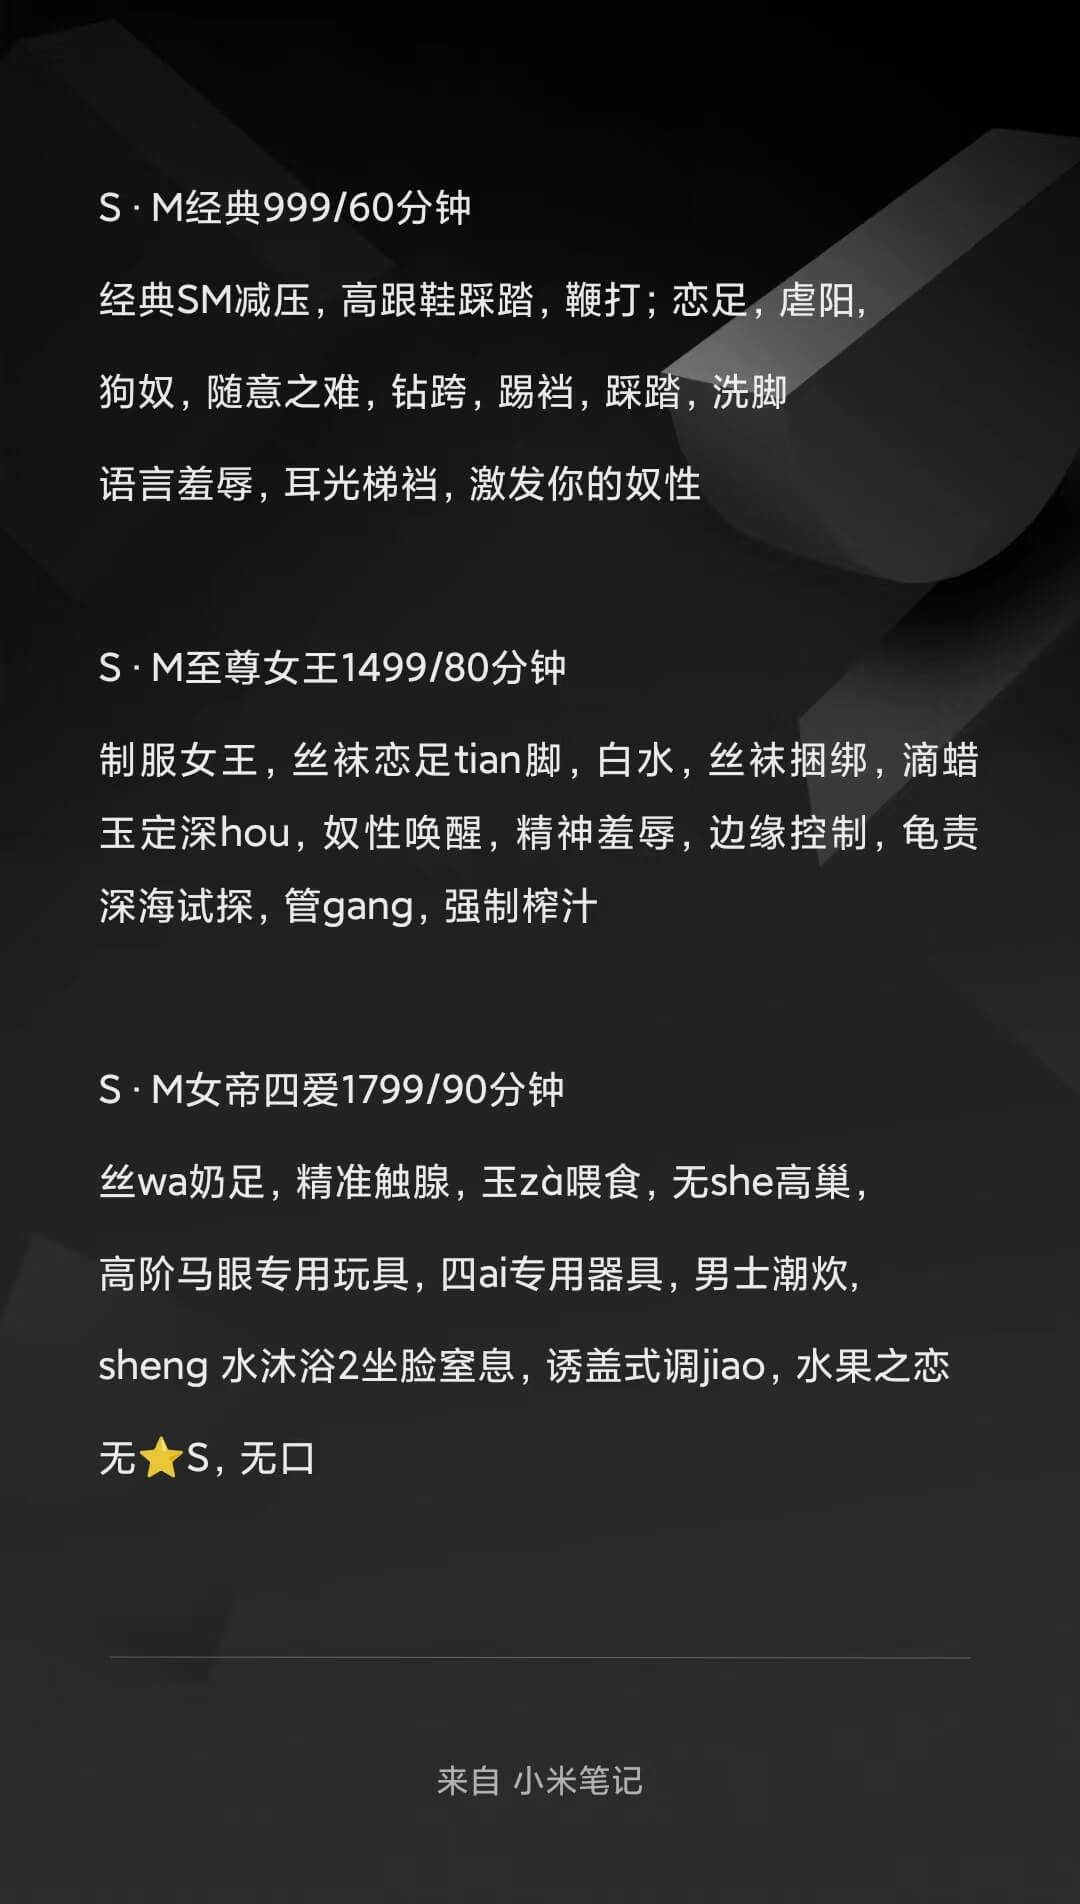 S · M经典999/60分钟
经典SM减压，高跟鞋踩踏，鞭打；恋足，虐阳，
狗奴，随意之难，钻跨，踢裆，踩踏，洗脚
语言羞辱，耳光梯裆，激发你的奴性
S · M至尊女王1499/80分钟
制服女王，丝袜恋足tian脚，白水，丝袜捆绑，滴蜡
玉定深hou，奴性唤醒，精神羞辱，边缘控制，龟责
深海试探，管gang，强制榨汁
S · M女帝四爱1799/90分钟
丝wa奶足，精准触腺，玉zà喂食，无she高巢，
高阶马眼专用玩具，四ai专用器具，男士潮炊，
sheng 水沐浴2坐脸窒息，诱盖式调jiao，水果之恋
无⭐S，无口
来自 小米笔记